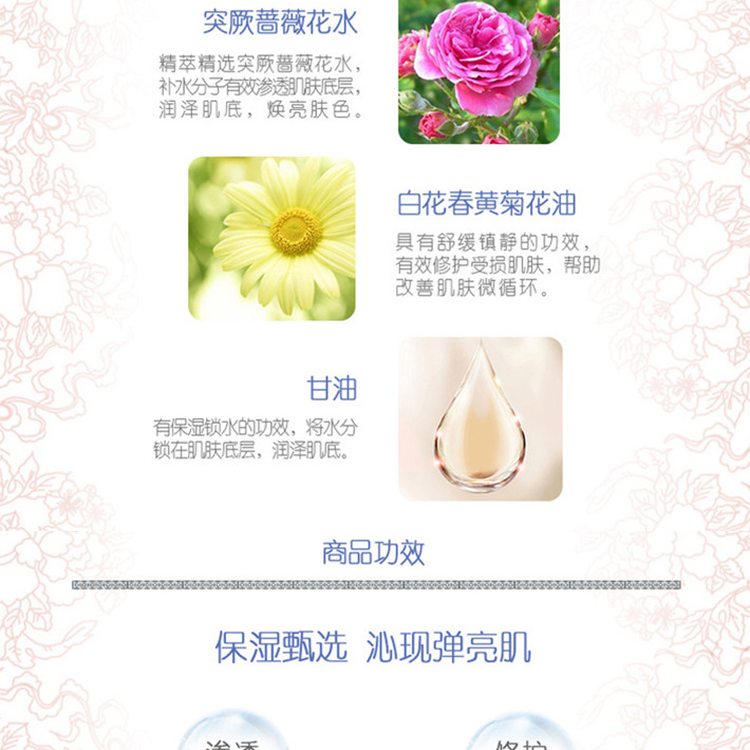 突厥蔷薇花水
精萃精选突厥蔷薇花水，
补水分子有效渗透肌肤底层，
润泽肌底，焕亮肤色。
白花春黄菊花油
具有舒缓镇静的功效，
有效修护受损肌肤，帮助
改善肌肤微循环。
甘油
有保湿锁水的功效，将水分
锁在肌肤底层，润泽肌底。
商品功效
保湿甄选 沁现弹亮肌
渗透 修护